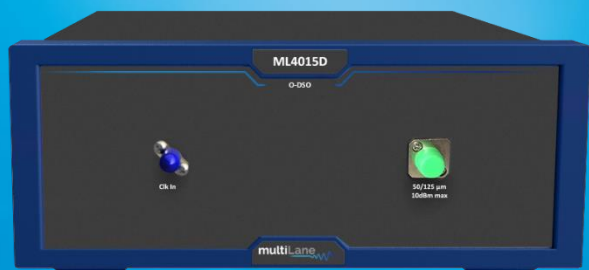 ML4015D
O-DSO
Clk In
50/125 µm
10dBm max
multiLane